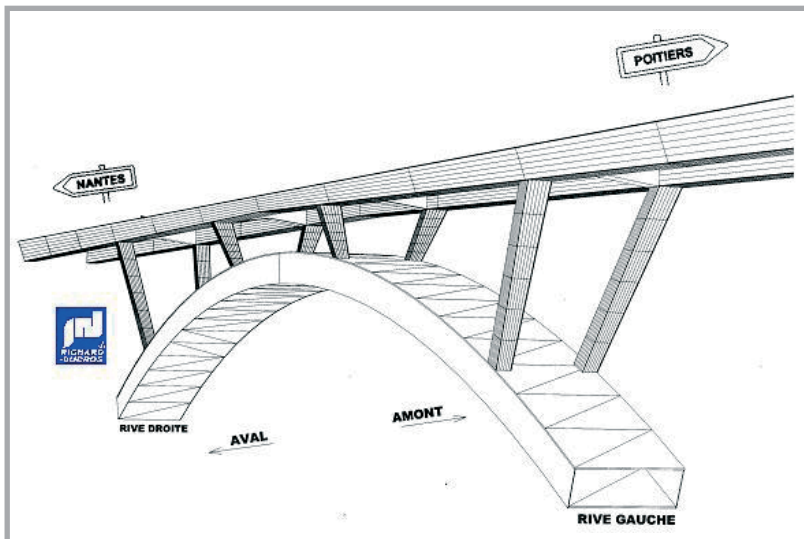 POITIERS
NANTES
RICHARD
-DUCROS
RIVE DROITE
AVAL
AMONT
RIVE GAUCHE